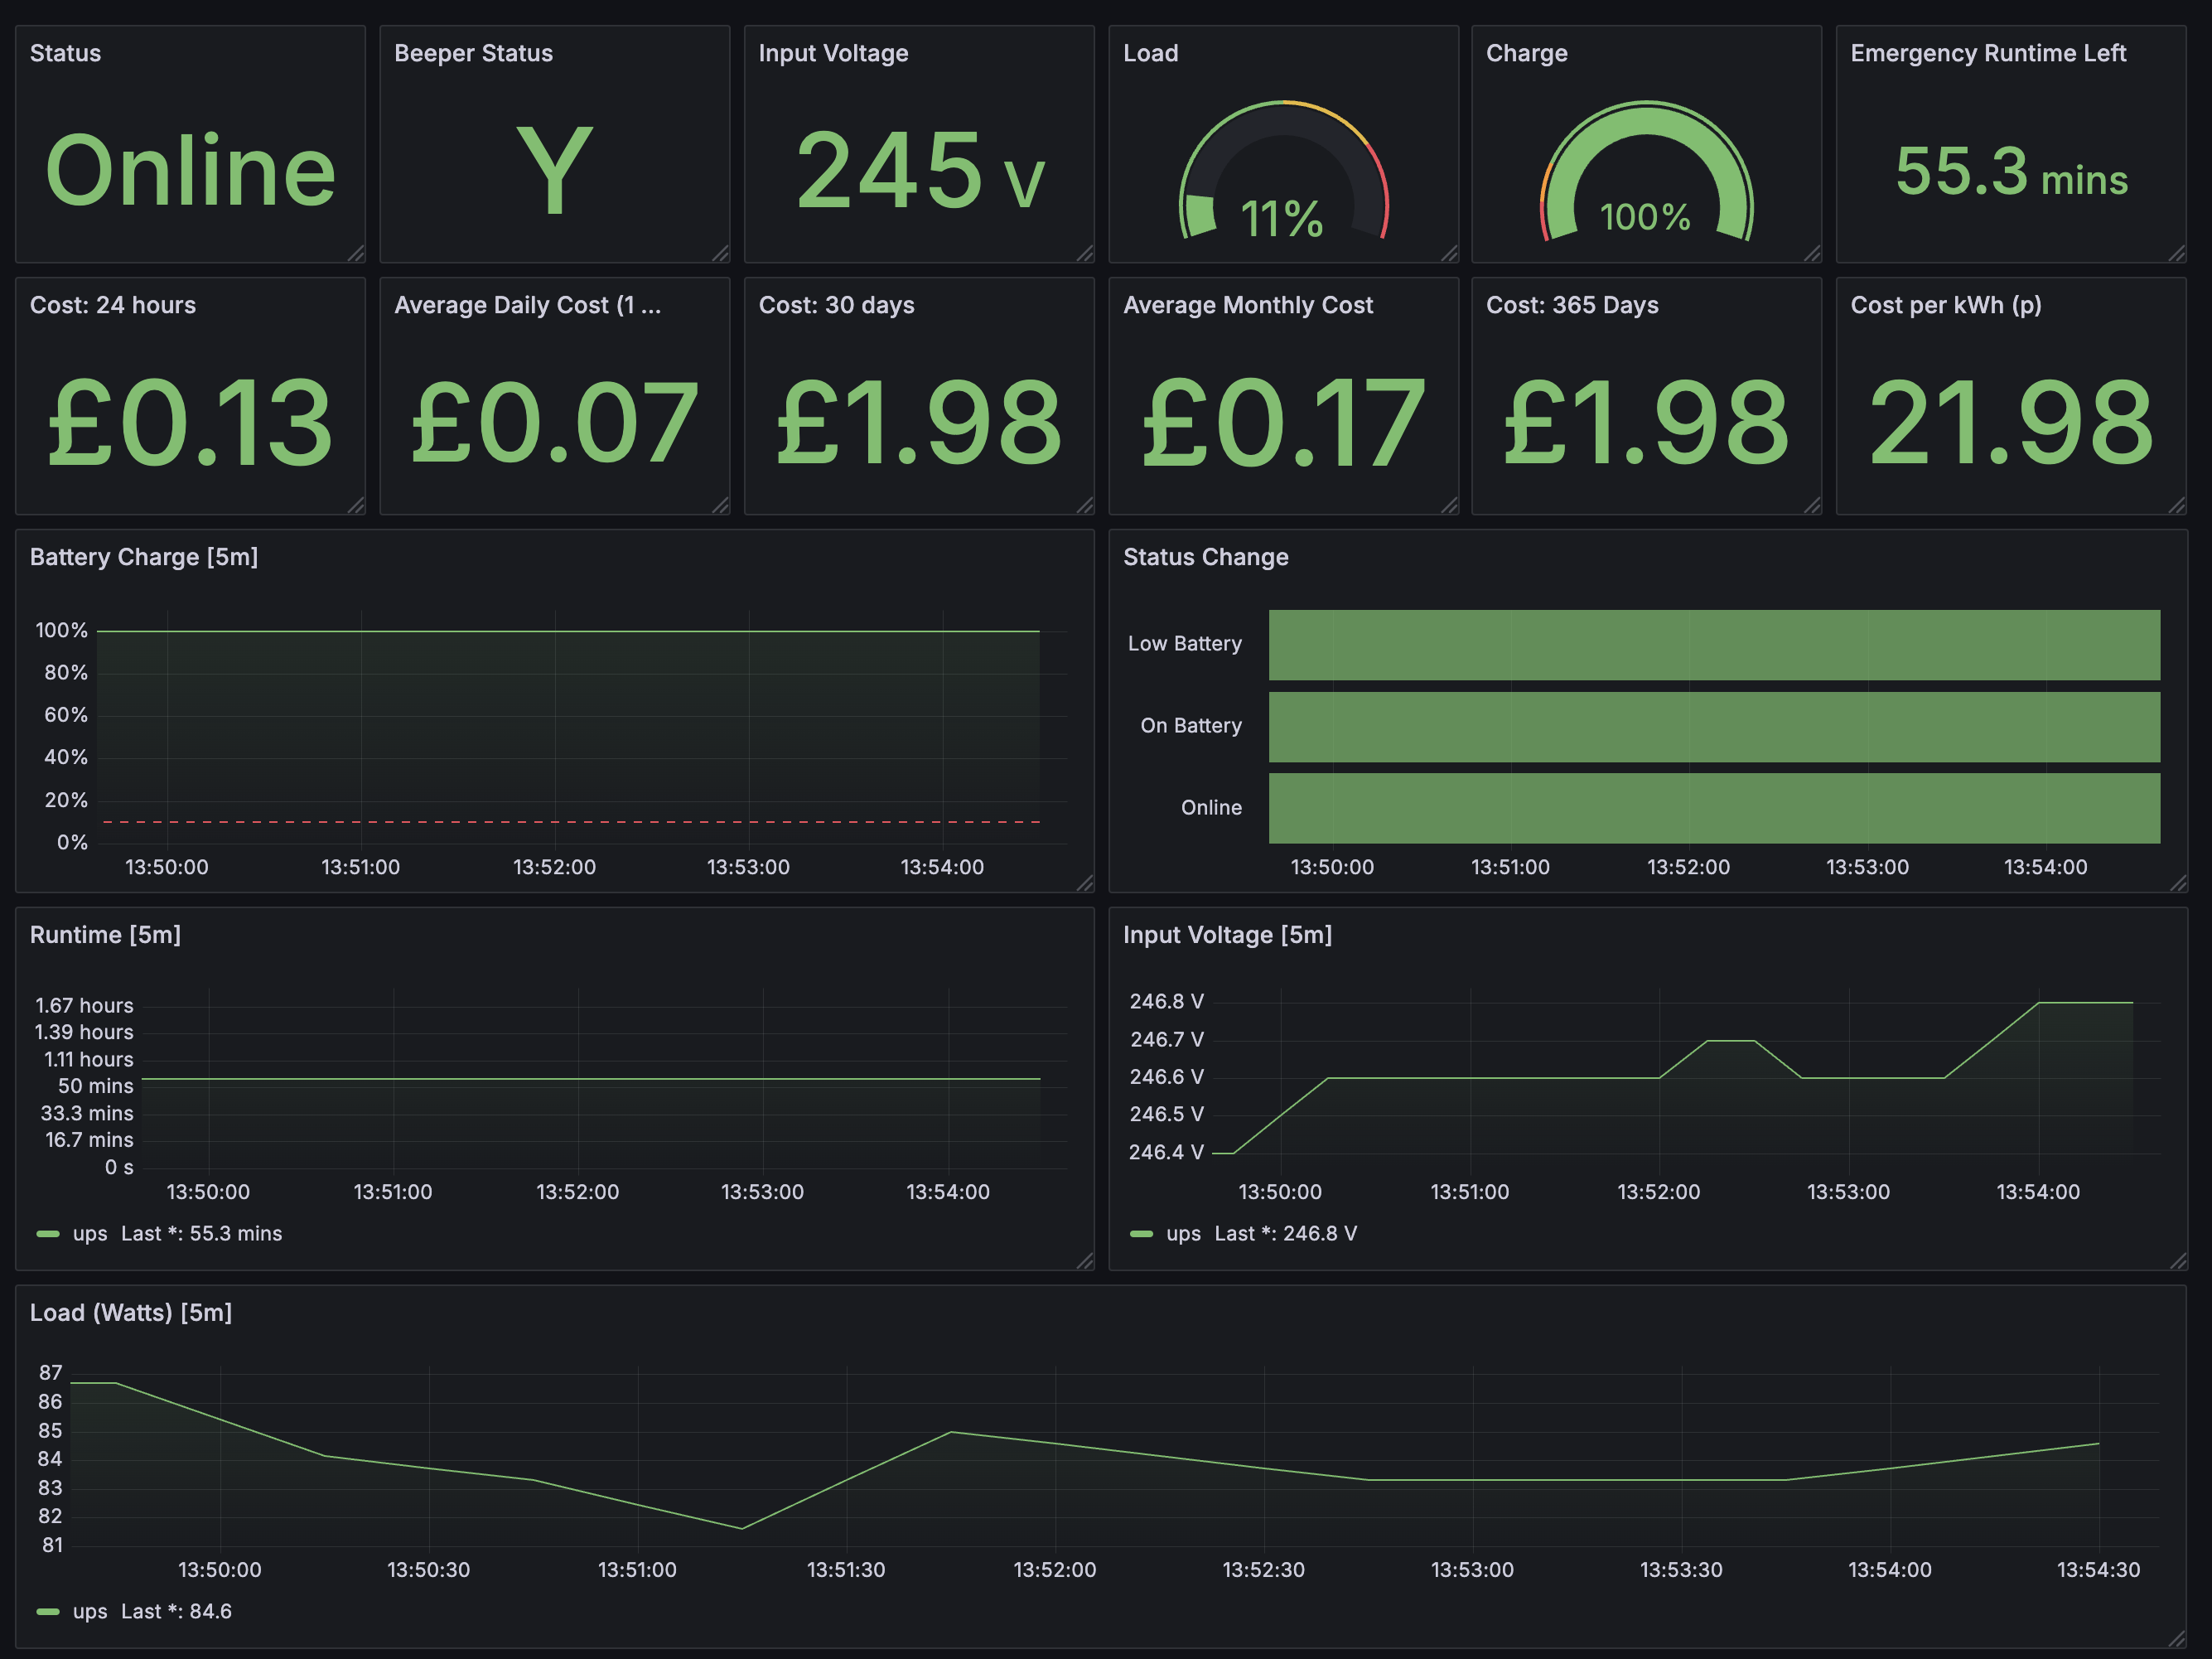 Status
Online
Beeper Status
Y
Input Voltage
245 V
Load
11%
Charge
100%
Emergency Runtime Left
55.3 mins
Cost: 24 hours
£0.13
Average Daily Cost (1 ...
£0.07
Cost: 30 days
£1.98
Average Monthly Cost
£0.17
Cost: 365 Days
£1.98
Cost per kWh (p)
21.98
Battery Charge [5m]
100%
80%
60%
40%
20%
0%
13:50:00 13:51:00 13:52:00 13:53:00 13:54:00
Status Change
Low Battery
On Battery
Online
13:50:00 13:51:00 13:52:00 13:53:00 13:54:00
Runtime [5m]
1.67 hours
1.39 hours
1.11 hours
50 mins
33.3 mins
16.7 mins
0 s
13:50:00 13:51:00 13:52:00 13:53:00 13:54:00
ups Last *: 55.3 mins
Input Voltage [5m]
246.8 V
246.7 V
246.6 V
246.5 V
246.4 V
13:50:00 13:51:00 13:52:00 13:53:00 13:54:00
ups Last *: 246.8 V
Load (Watts) [5m]
87
86
85
84
83
82
81
13:50:00 13:50:30 13:51:00 13:51:30 13:52:00 13:52:30 13:53:00 13:53:30 13:54:00 13:54:30
ups Last *: 84.6